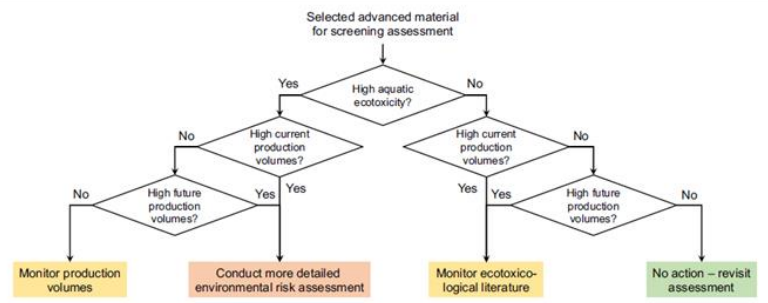 Selected advanced material
for screening assessment
Yes
High aquatic
ecotoxicity?
No
No
High current
production
volumes?
High current
production
volumes?
No
No
High future
production
volumes?
Yes
Yes
Yes
Yes
High future
production
volumes?
No
Monitor production
volumes
Conduct more detailed
environmental risk assessment
Monitor ecotoxico-
logical literature
No action – revisit
assessment